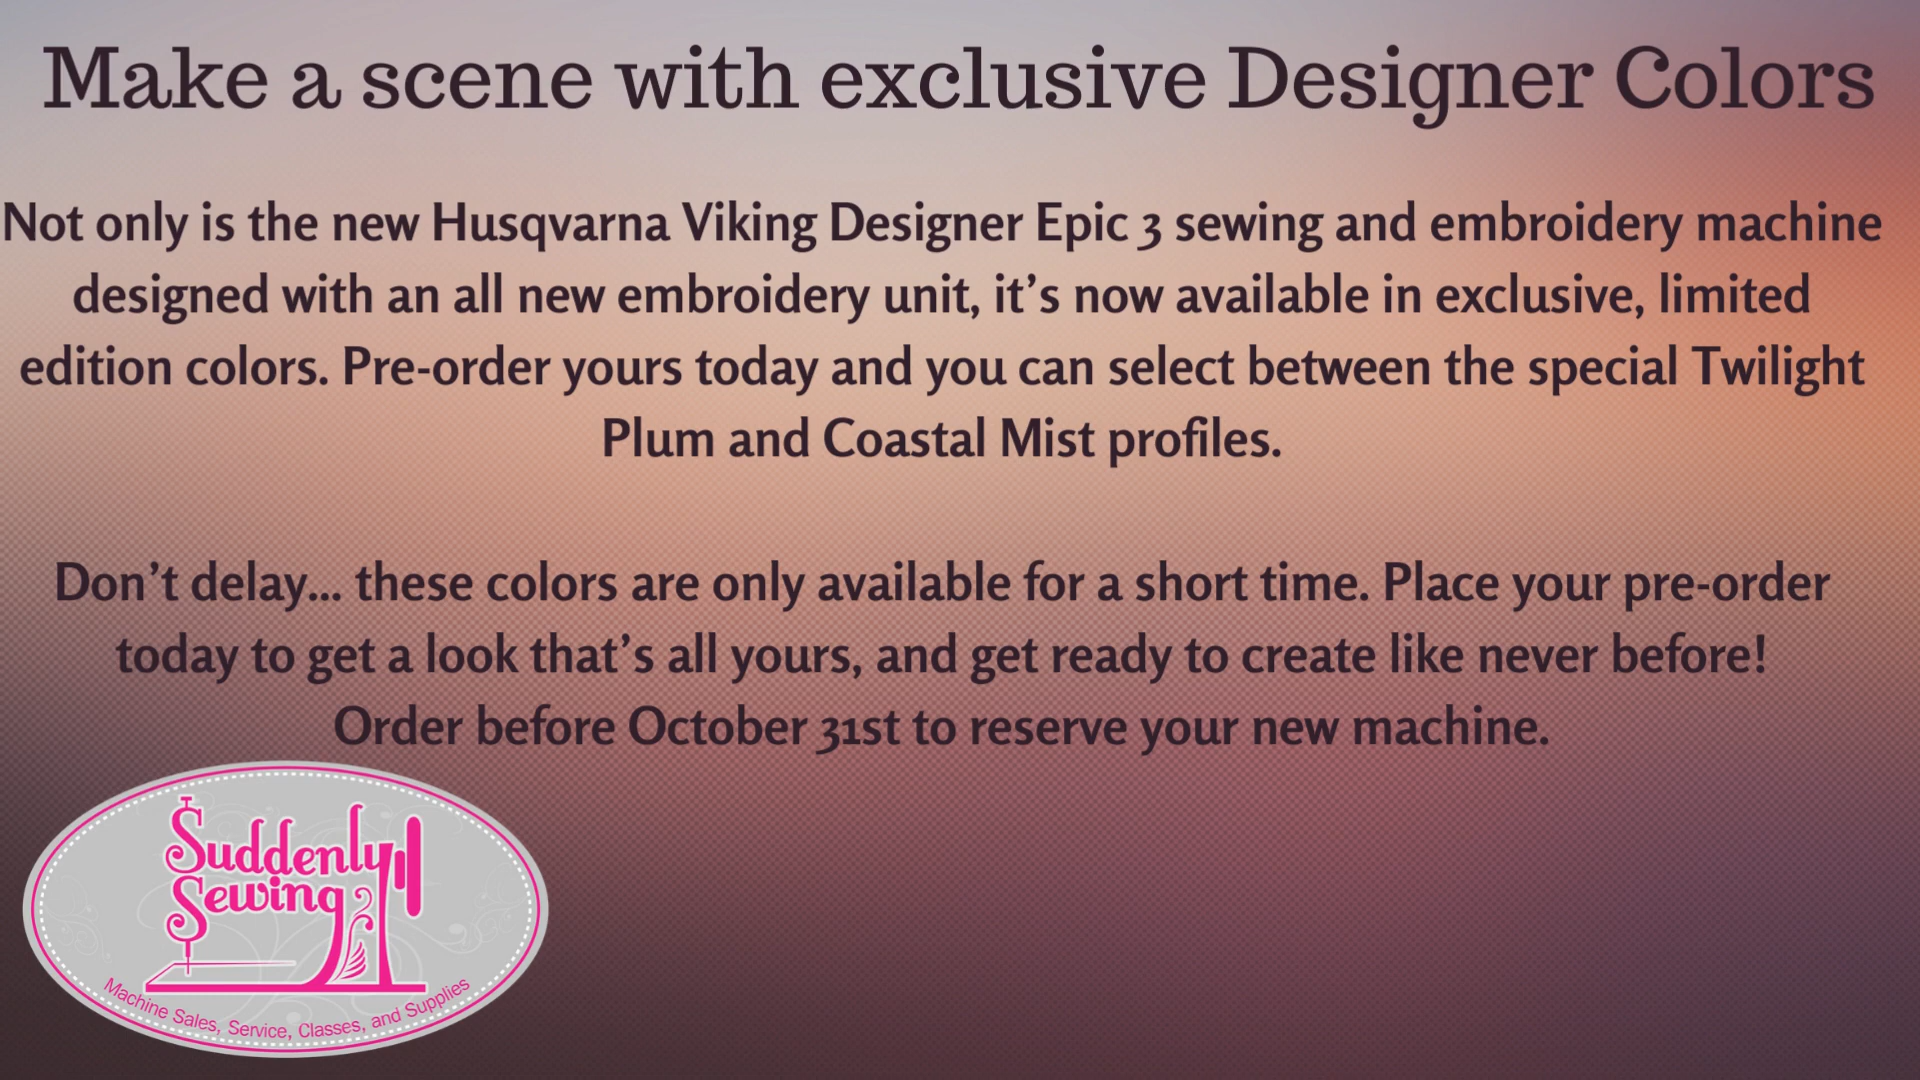 Make a scene with exclusive Designer Colors
Not only is the new Husqvarna Viking Designer Epic 3 sewing and embroidery machine
designed with an all new embroidery unit, it’s now available in exclusive, limited
edition colors. Pre-order yours today and you can select between the special Twilight
Plum and Coastal Mist profiles.
Don’t delay... these colors are only available for a short time. Place your pre-order
today to get a look that’s all yours, and get ready to create like never before!
Order before October 31st to reserve your new machine.
Suddenly
Sewing
Machine Sales, Service, Classes, and Supplies